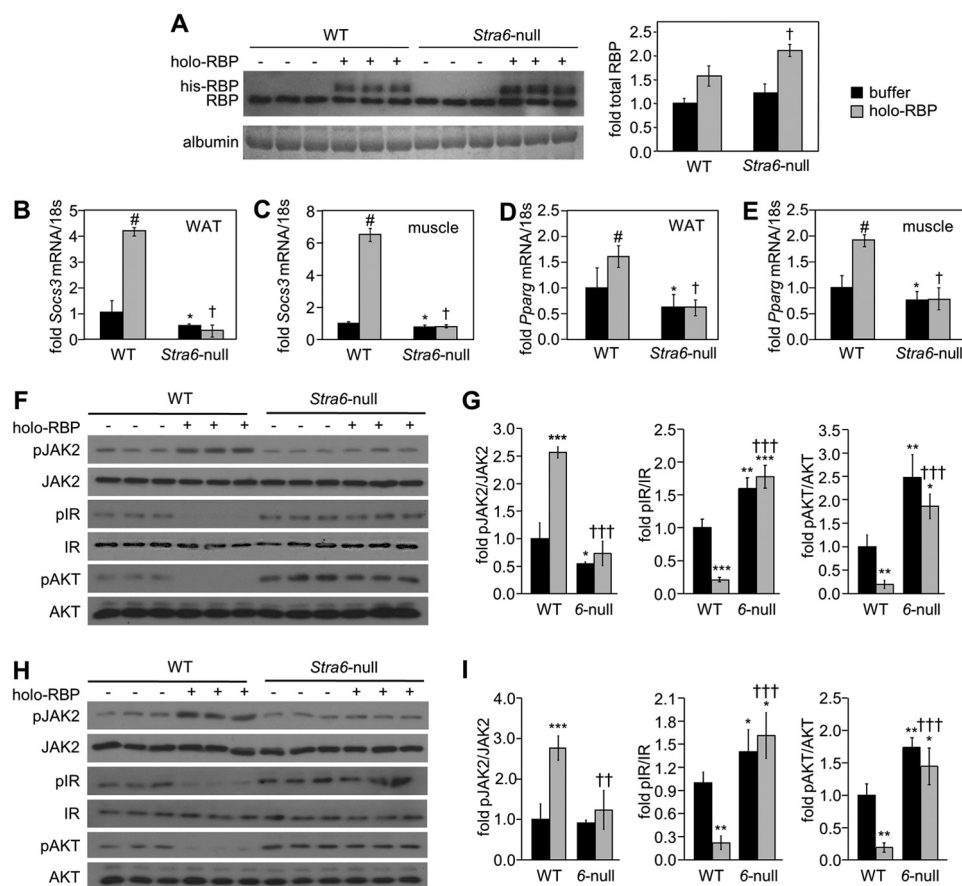 A
WT Stra6-null
holo-RBP - - - + + + - - - + + +
his-RBP
RBP
albumin
fold total RBP
2.5
2.0
1.5
1.0
0.5
0.0
†
WT Stra6-null
buffer
holo-RBP
B
fold Socs3 mRNA/18s
5
4
3
2
1
0
WAT
#
* †
WT Stra6-null
C
fold Socs3 mRNA/18s
8
6
4
2
0
muscle
#
* †
WT Stra6-null
D
fold Pparg mRNA/18s
2.5
2.0
1.5
1.0
0.5
0.0
WAT
#
* †
WT Stra6-null
E
fold Pparg mRNA/18s
2.5
2.0
1.5
1.0
0.5
0.0
muscle
#
* †
WT Stra6-null
F
WT Stra6-null
holo-RBP - - - + + + - - - + + +
pJAK2
JAK2
pIR
IR
pAKT
AKT
G
fold pJAK2/JAK2
3.0
2.5
2.0
1.5
1.0
0.5
0.0
***
* †††
WT 6-null
fold pIR/IR
2.5
2.0
1.5
1.0
0.5
0.0
***
**
†††
***
WT 6-null
fold pAKT/AKT
3.5
3.0
2.5
2.0
1.5
1.0
0.5
0.0
**
**
†††
*
WT 6-null
H
WT Stra6-null
holo-RBP - - - + + + - - - + + +
pJAK2
JAK2
pIR
IR
pAKT
AKT
I
fold pJAK2/JAK2
4.0
3.0
2.0
1.0
0.0
***
††
WT 6-null
fold pIR/IR
2.1
1.8
1.5
1.2
0.9
0.6
0.3
0.0
**
*
†††
*
WT 6-null
fold pAKT/AKT
2.5
2.0
1.5
1.0
0.5
0.0
**
**
†††
*
WT 6-null